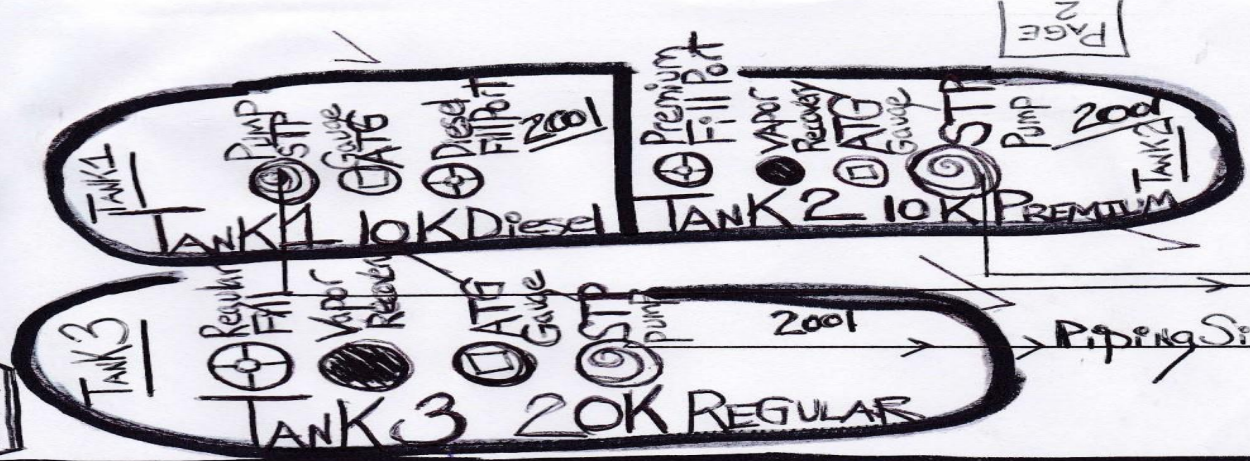 PAGE 2
TANK1
Pump STP
Gauge ATG
Diesel Fill Port
2001
TANK 1 10K Diesel
Premium Fill Port
Vapor Recovery
ATG Gauge
STP Pump
2001
TANK2
TANK 2 10K PREMIUM
TANK3
Regular Fill
Vapor Recovery
ATG Gauge
STP Pump
2001
Piping Si
TANK 3 20K REGULAR